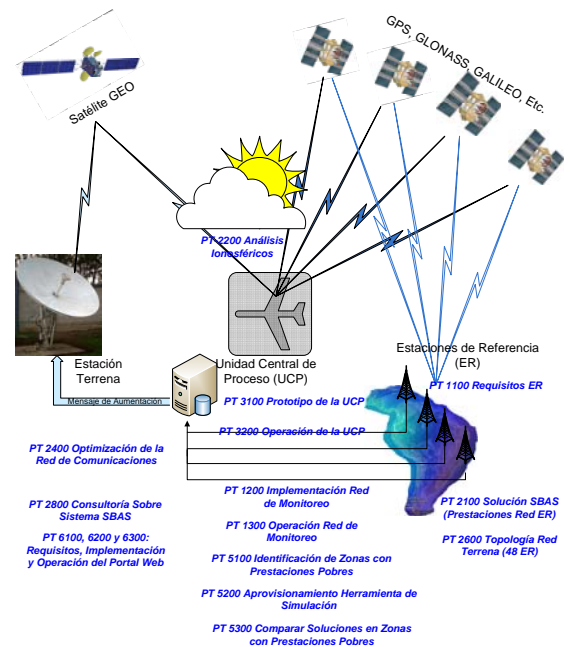 Satélite GEO
GPS, GLONASS, GALILEO, Etc.
PT 2200 Análisis
Ionosféricos
Estación
Terrena
Unidad Central de
Proceso (UCP)
Estaciones de Referencia
(ER)
PT 1100 Requisitos ER
Mensaje de Aumentación
PT 3100 Prototipo de la UCP
PT 3200 Operación de la UCP
PT 2400 Optimización de la
Red de Comunicaciones
PT 2800 Consultoría Sobre
Sistema SBAS
PT 6100, 6200 y 6300:
Requisitos, Implementación
y Operación del Portal Web
PT 1200 Implementación Red
de Monitoreo
PT 1300 Operación Red de
Monitoreo
PT 5100 Identificación de Zonas con
Prestaciones Pobres
PT 5200 Aprovisionamiento Herramienta de
Simulación
PT 5300 Comparar Soluciones en Zonas
con Prestaciones Pobres
PT 2100 Solución SBAS
(Prestaciones Red ER)
PT 2600 Topología Red
Terrena (48 ER)